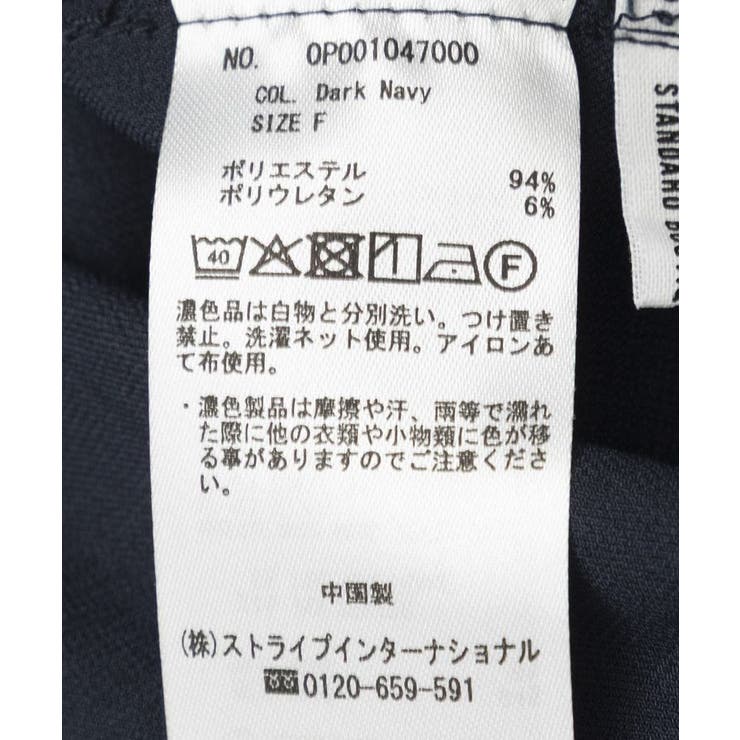 NO. OP001047000
COL. Dark Navy
SIZE F
ポリエステル 94%
ポリウレタン 6%
40 F
濃色品は白物と分別洗い。つけ置き
禁止。洗濯ネット使用。アイロンあ
て布使用。
・濃色製品は摩擦や汗、雨等で濡れ
た際に他の衣類や小物類に色が移
る事がありますのでご注意くださ
い。
中国製
(株)ストライプインターナショナル
0120-659-591
STANDARD